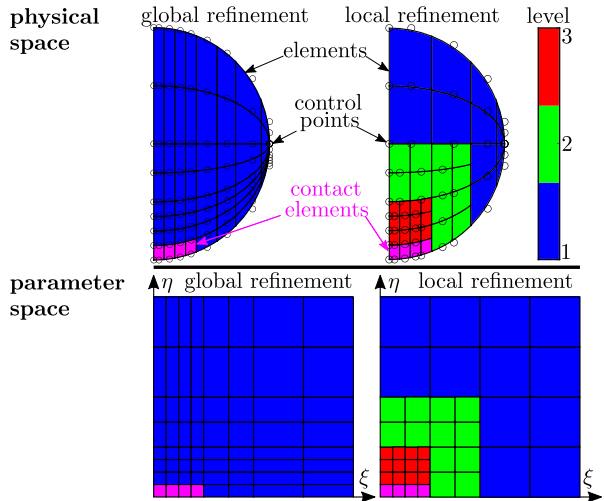 physical
space
global refinement
local refinement
level
elements
control
points
contact
elements
3
2
1
parameter
space
η
global refinement
η
local refinement
ξ
ξ